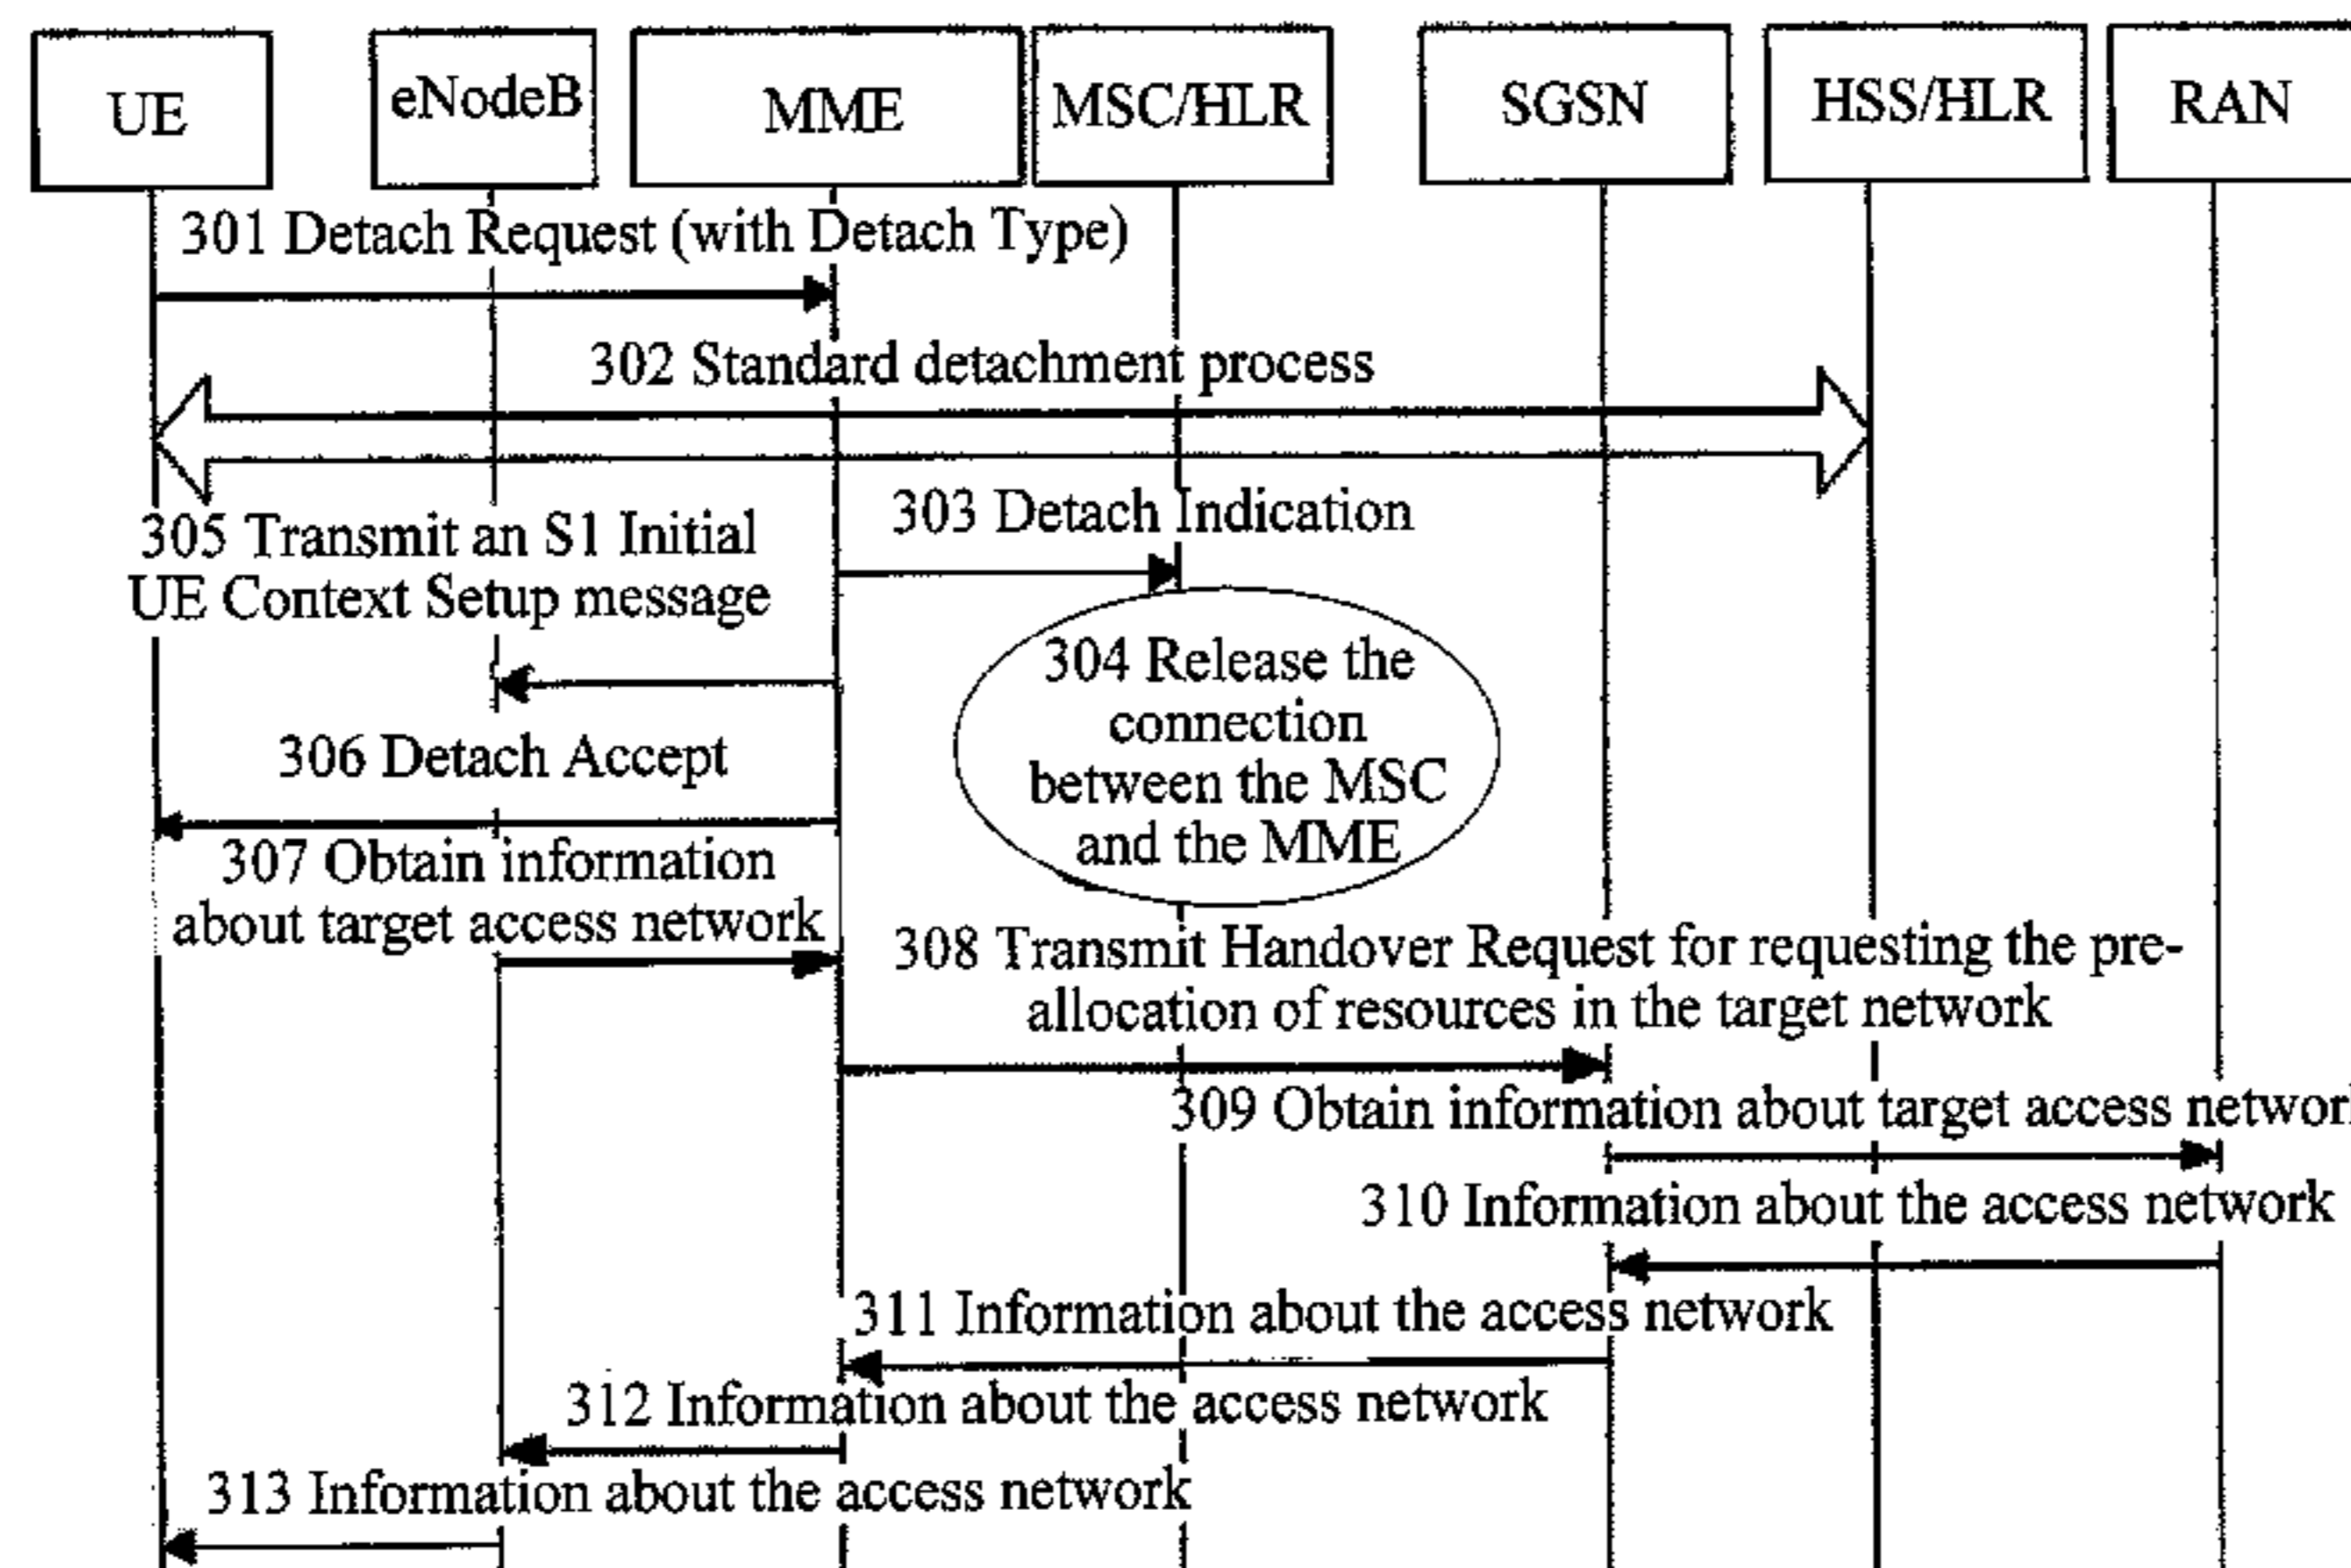 UE
eNodeB
MME
MSC/HLR
SGSN
HSS/HLR
RAN
301 Detach Request (with Detach Type)
302 Standard detachment process
303 Detach Indication
305 Transmit an S1 Initial
UE Context Setup message
304 Release the
connection
between the MSC
and the MME
306 Detach Accept
307 Obtain information
about target access network
308 Transmit Handover Request for requesting the pre-
allocation of resources in the target network
309 Obtain information about target access networ
310 Information about the access network
311 Information about the access network
312 Information about the access network
313 Information about the access network